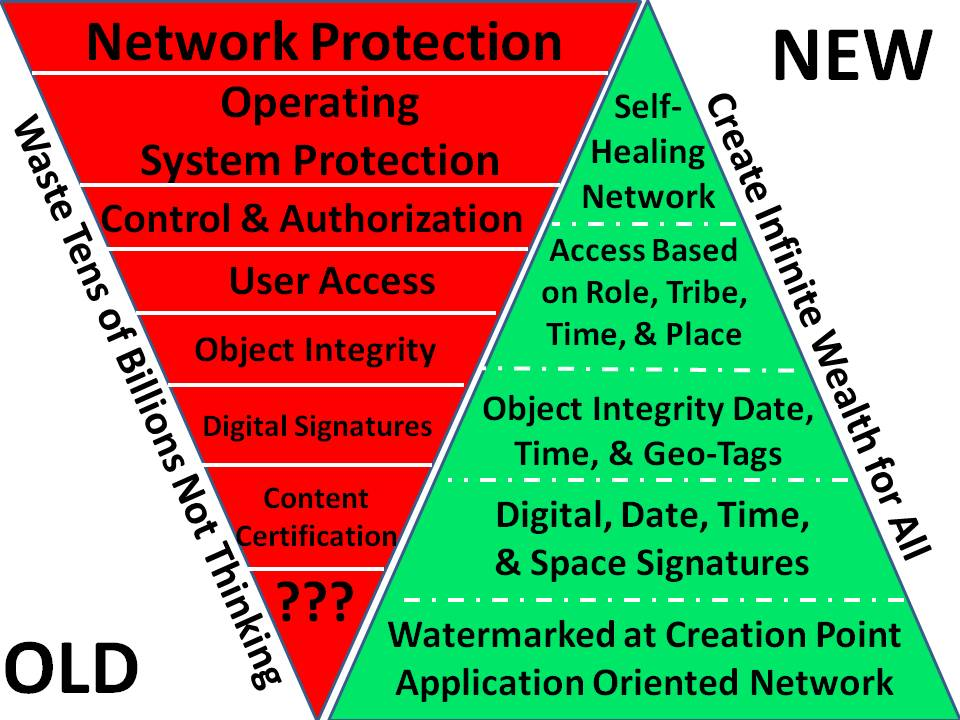 Network Protection
Operating
System Protection
Control & Authorization
User Access
Object Integrity
Digital Signatures
Content
Certification
???
Waste Tens of Billions Not Thinking
OLD
NEW
Self-
Healing
Network
Access Based
on Role, Tribe,
Time, & Place
Object Integrity Date,
Time, & Geo-Tags
Digital, Date, Time,
& Space Signatures
Watermarked at Creation Point
Application Oriented Network
Create Infinite Wealth for All